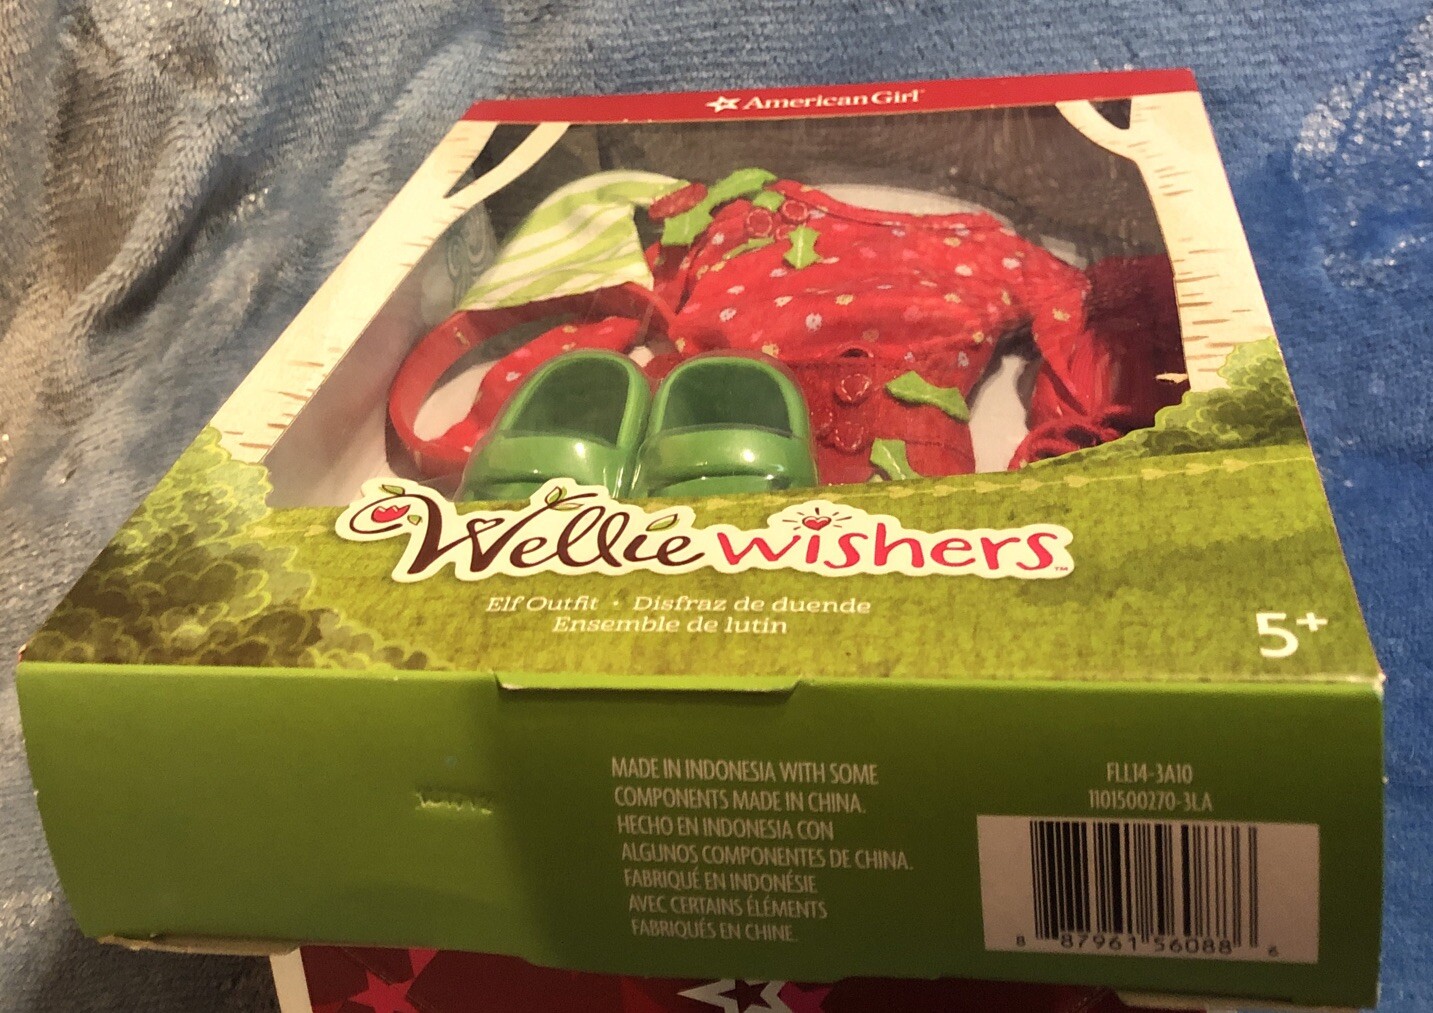 American Girl®
Welliewishers™
Elf Outfit • Disfraz de duende
Ensemble de lutin
5+
MADE IN INDONESIA WITH SOME
COMPONENTS MADE IN CHINA.
HECHO EN INDONESIA CON
ALGUNOS COMPONENTES DE CHINA.
FABRIQUÉ EN INDONÉSIE
AVEC CERTAINS ÉLÉMENTS
FABRIQUÉS EN CHINE.
FLL14-3A10
1101500270-3LA
8 87961 56088 6